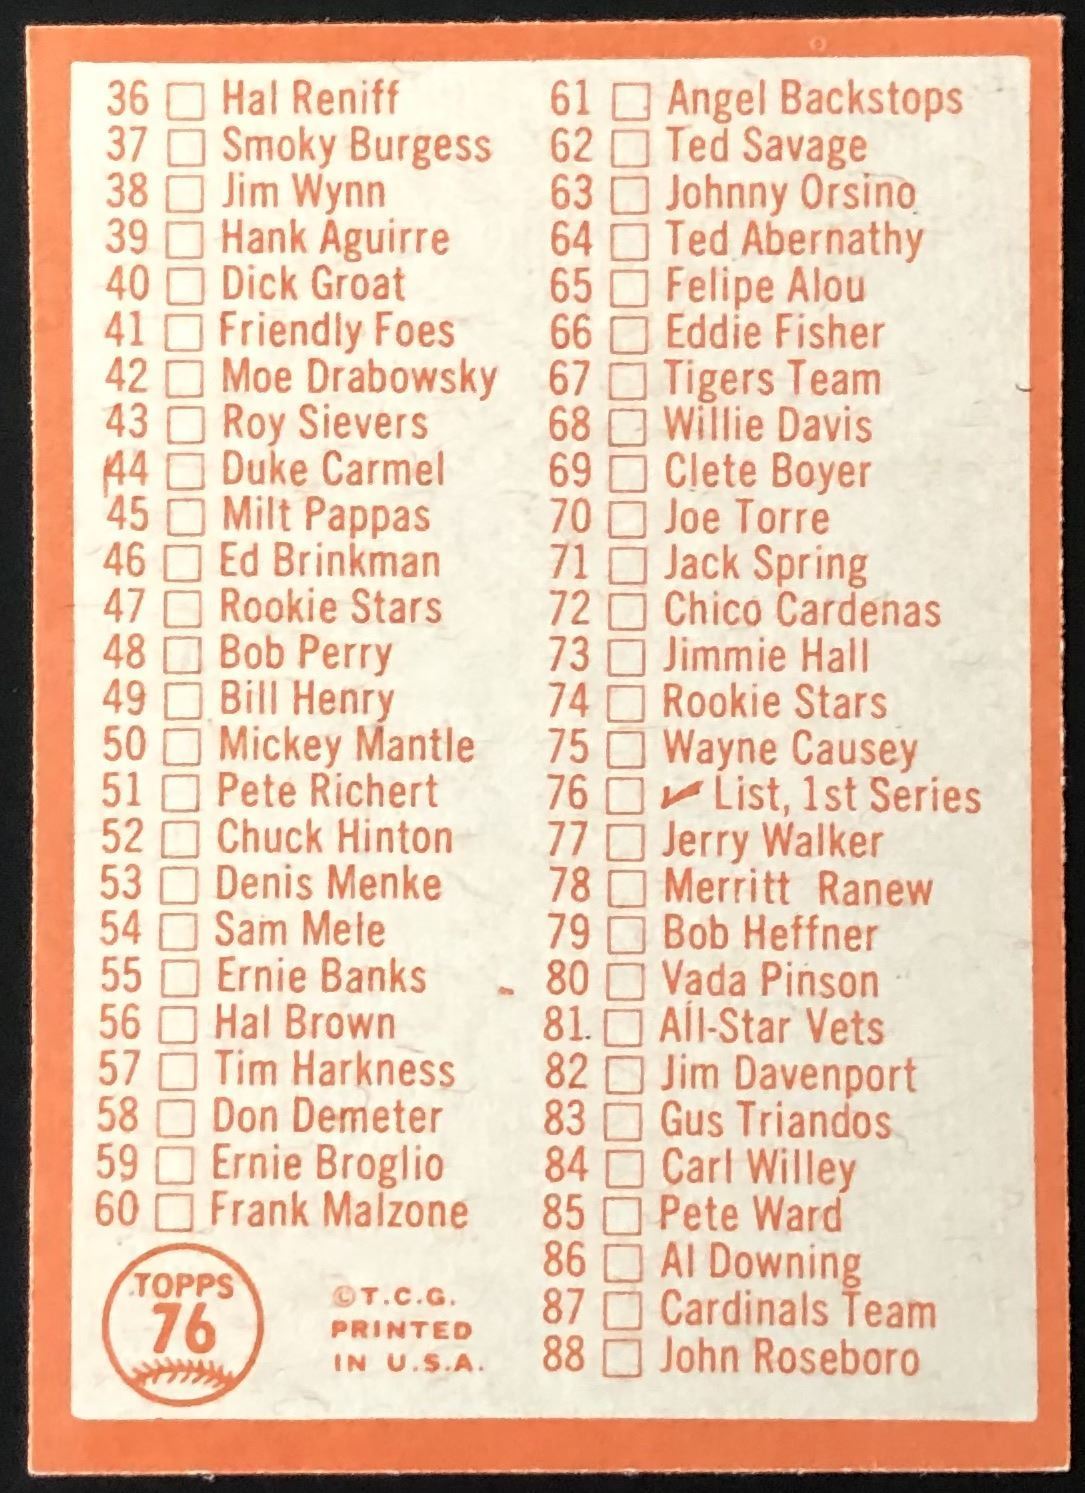 36 Hal Reniff
37 Smoky Burgess
38 Jim Wynn
39 Hank Aguirre
40 Dick Groat
41 Friendly Foes
42 Moe Drabowsky
43 Roy Sievers
44 Duke Carmel
45 Milt Pappas
46 Ed Brinkman
47 Rookie Stars
48 Bob Perry
49 Bill Henry
50 Mickey Mantle
51 Pete Richert
52 Chuck Hinton
53 Denis Menke
54 Sam Mele
55 Ernie Banks
56 Hal Brown
57 Tim Harkness
58 Don Demeter
59 Ernie Broglio
60 Frank Malzone
TOPPS
76
©T.C.G.
PRINTED
IN U.S.A.
61 Angel Backstops
62 Ted Savage
63 Johnny Orsino
64 Ted Abernathy
65 Felipe Alou
66 Eddie Fisher
67 Tigers Team
68 Willie Davis
69 Clete Boyer
70 Joe Torre
71 Jack Spring
72 Chico Cardenas
73 Jimmie Hall
74 Rookie Stars
75 Wayne Causey
76 ✓ List, 1st Series
77 Jerry Walker
78 Merritt Ranew
79 Bob Heffner
80 Vada Pinson
81. All-Star Vets
82 Jim Davenport
83 Gus Triandos
84 Carl Willey
85 Pete Ward
86 Al Downing
87 Cardinals Team
88 John Roseboro